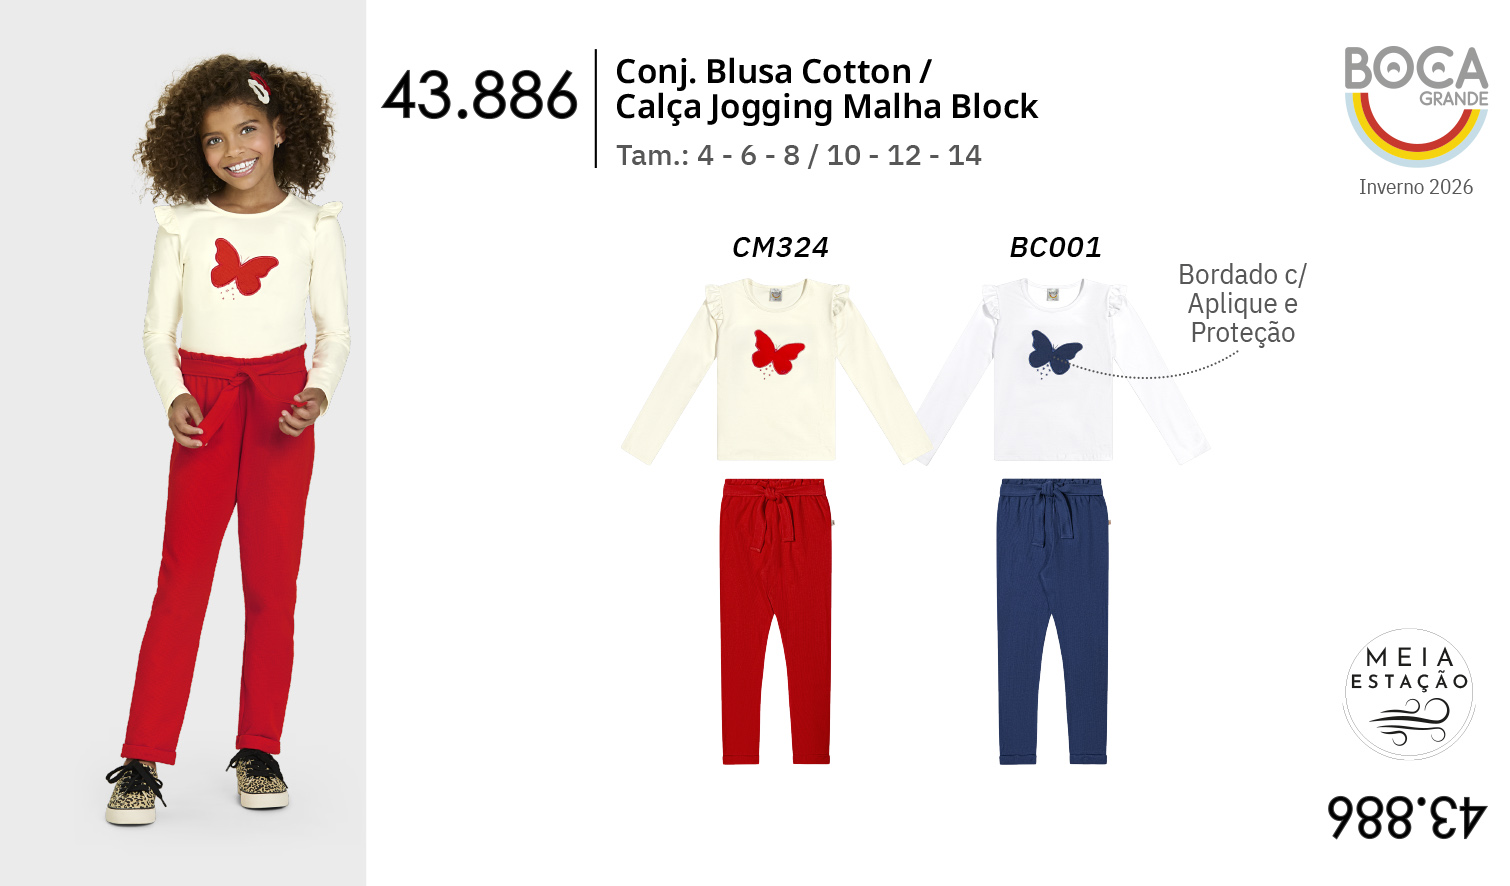 43.886
Conj. Blusa Cotton /
Calça Jogging Malha Block
Tam.: 4 - 6 - 8 / 10 - 12 - 14
BOCA
GRANDE
Inverno 2026
CM324
BC001
Bordado c/
Aplique e
Proteção
MEIA
ESTAÇÃO
43.886